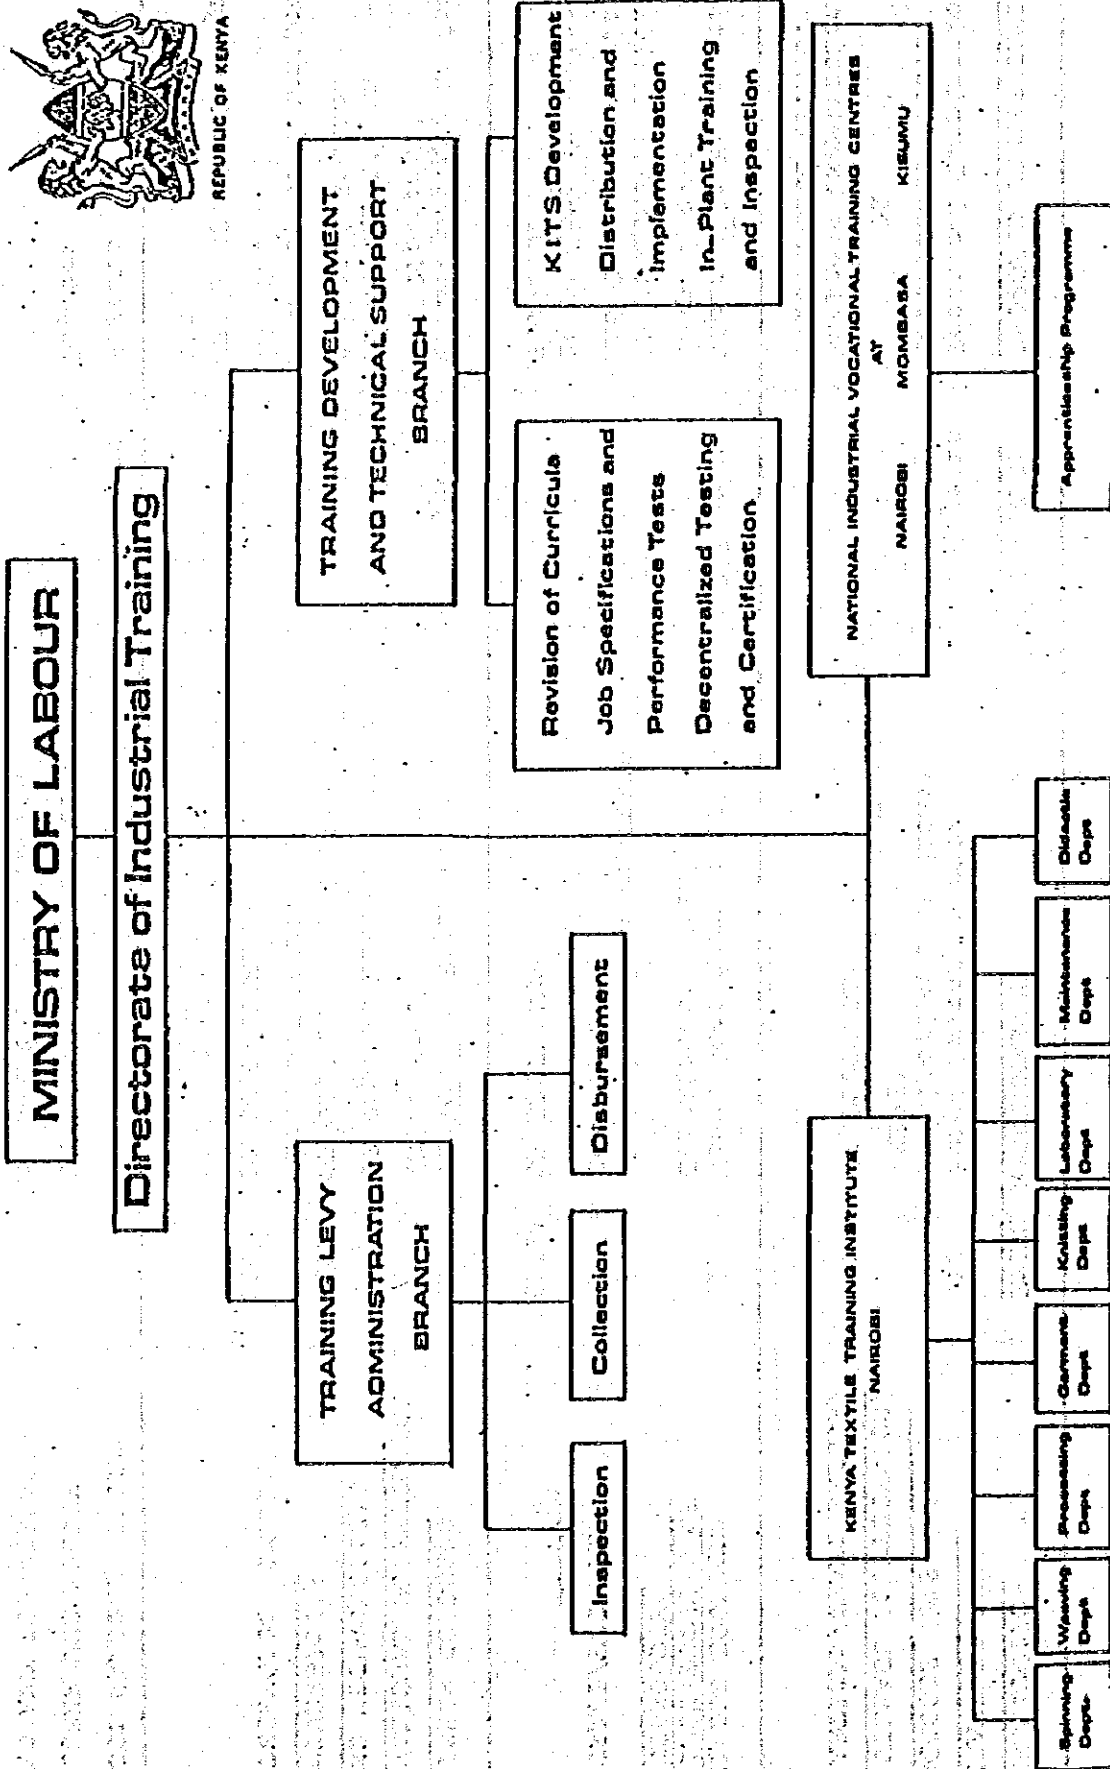 REPUBLIC OF KENYA
MINISTRY OF LABOUR
Directorate of Industrial Training
TRAINING LEVY
ADMINISTRATION
BRANCH
Inspection
Collection
Disbursement
TRAINING DEVELOPMENT
AND TECHNICAL SUPPORT
BRANCH
Revision of Curricula
Job Specifications and
Performance Tests
Decentralized Testing
and Certification
KITS Development
Distribution and
Implementation
In-Plant Training
and Inspection
KENYA TEXTILE TRAINING INSTITUTE
NAIROBI
Spinning
Dept
Weaving
Dept
Processing
Dept
Garment
Dept
Knitting
Dept
Laboratory
Dept
Maintenance
Dept
Didactic
Dept
NATIONAL INDUSTRIAL VOCATIONAL TRAINING CENTRES
AT
NAIROBI MOMBASA KISUMU
Apprenticeship Programme